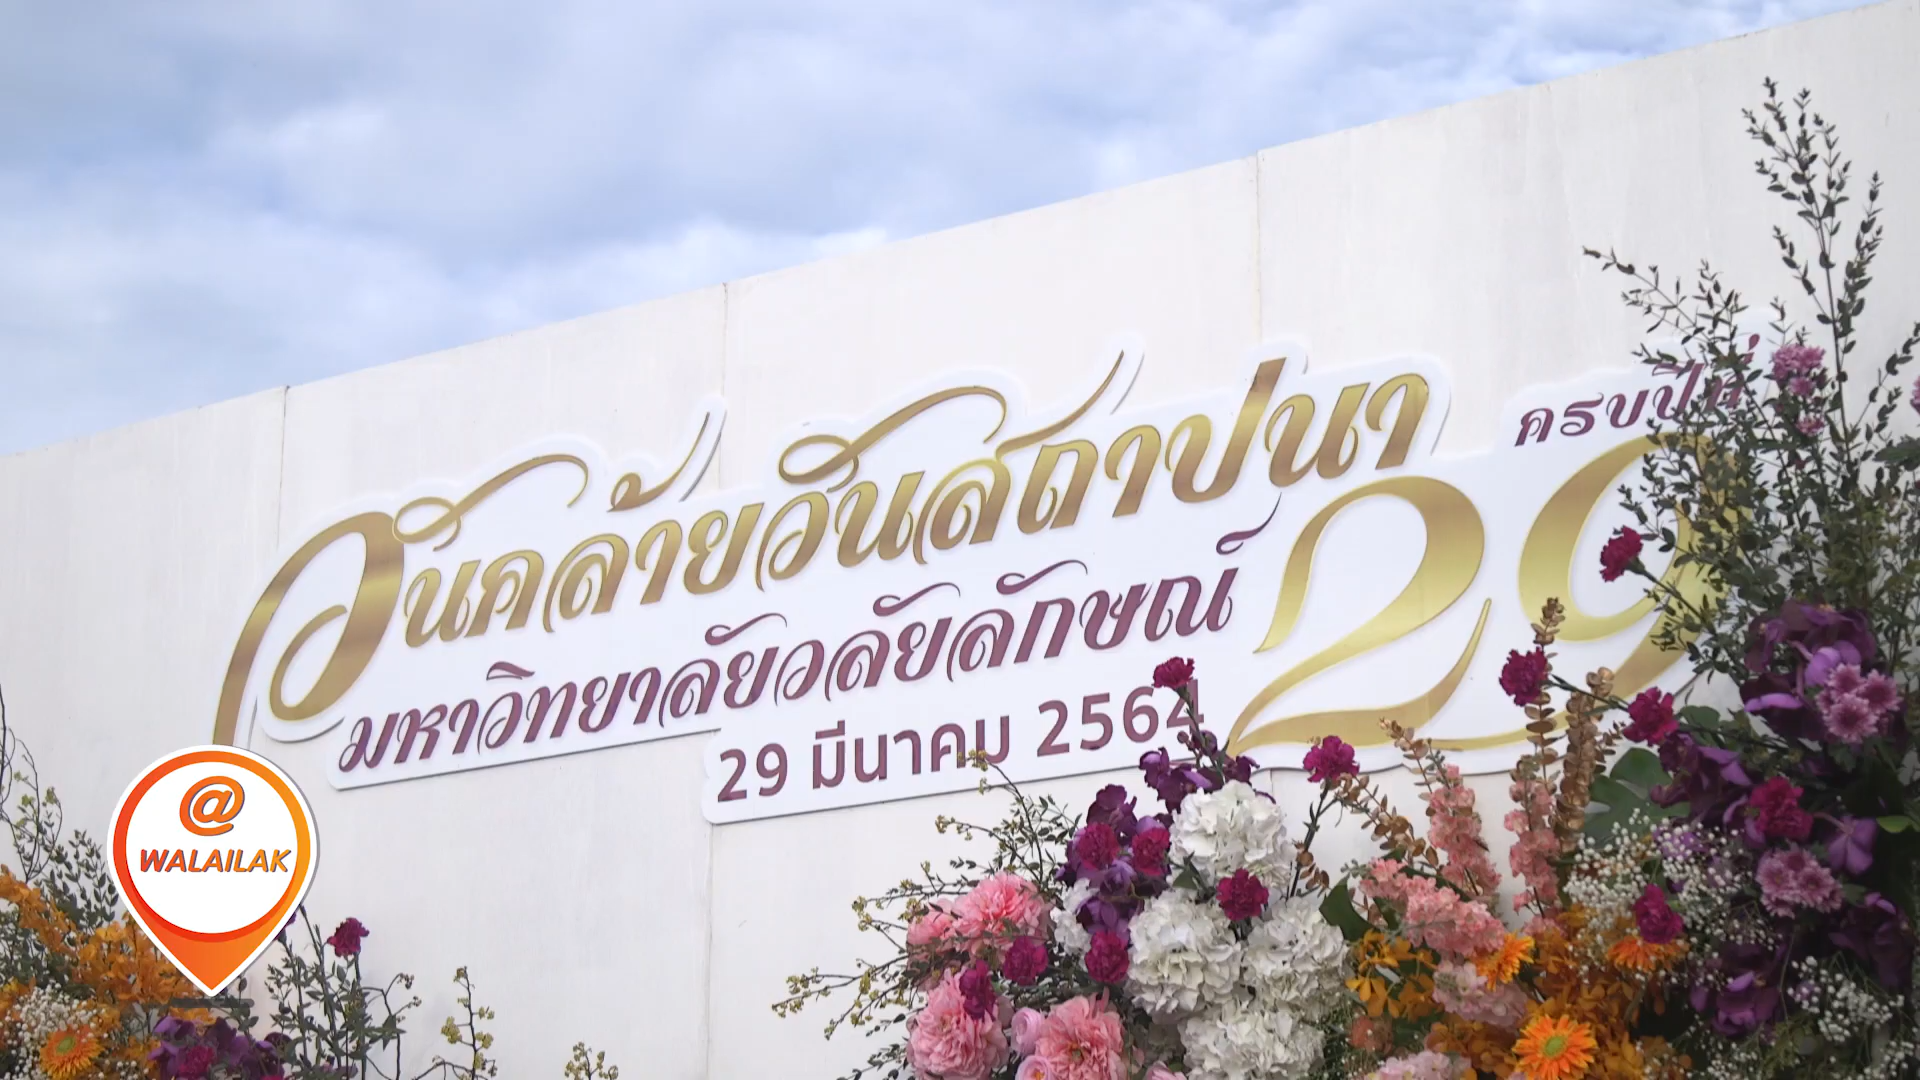 วันคล้ายวันสถาปนา
มหาวิทยาลัยวลัยลักษณ์
29 มีนาคม 2564
ครบปีที่
29
@
WALAILAK